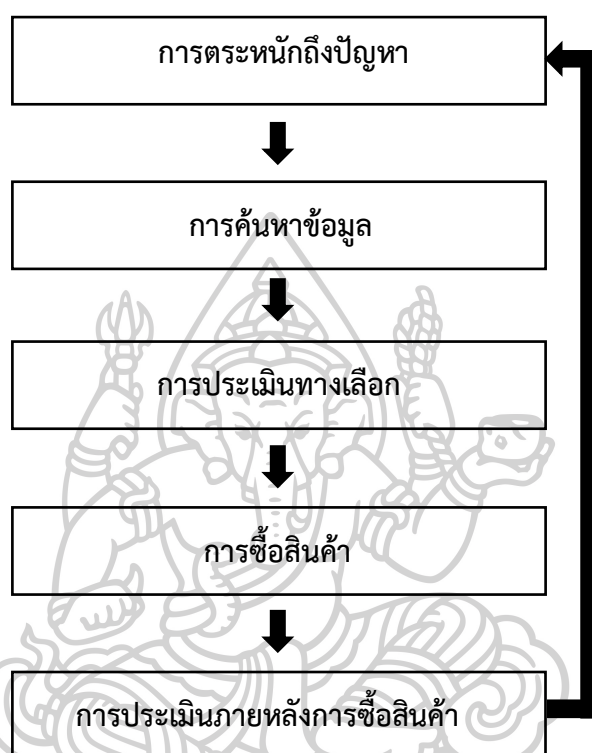 การตระหนักถึงปัญหา
การค้นหาข้อมูล
การประเมินทางเลือก
การซื้อสินค้า
การประเมินภายหลังการซื้อสินค้า